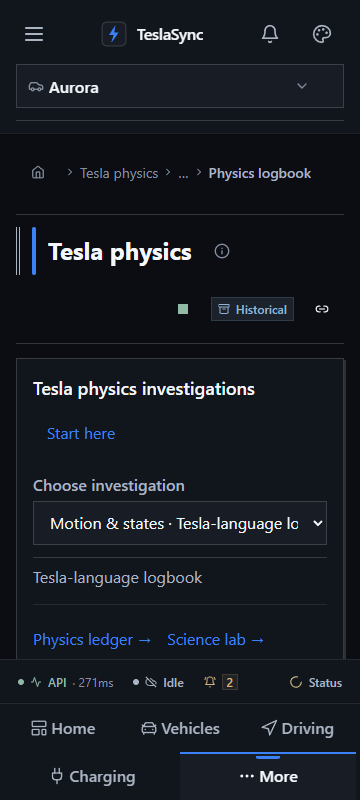 TeslaSync
Aurora
Tesla physics
...
Physics logbook
Tesla physics
Historical
Tesla physics investigations
Start here
Choose investigation
Motion & states · Tesla-language lo
Tesla-language logbook
Physics ledger →
Science lab →
API · 271ms
Idle
2
Status
Home
Vehicles
Driving
Charging
More